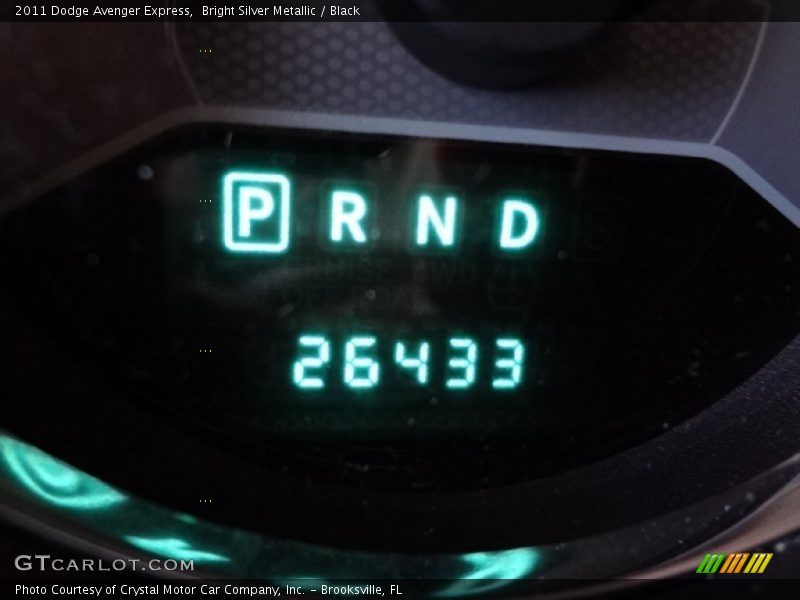 2011 Dodge Avenger Express,  Bright Silver Metallic / Black
P R N D
26433
GTCARLOT.COM
Photo Courtesy of Crystal Motor Car Company, Inc. – Brooksville, FL